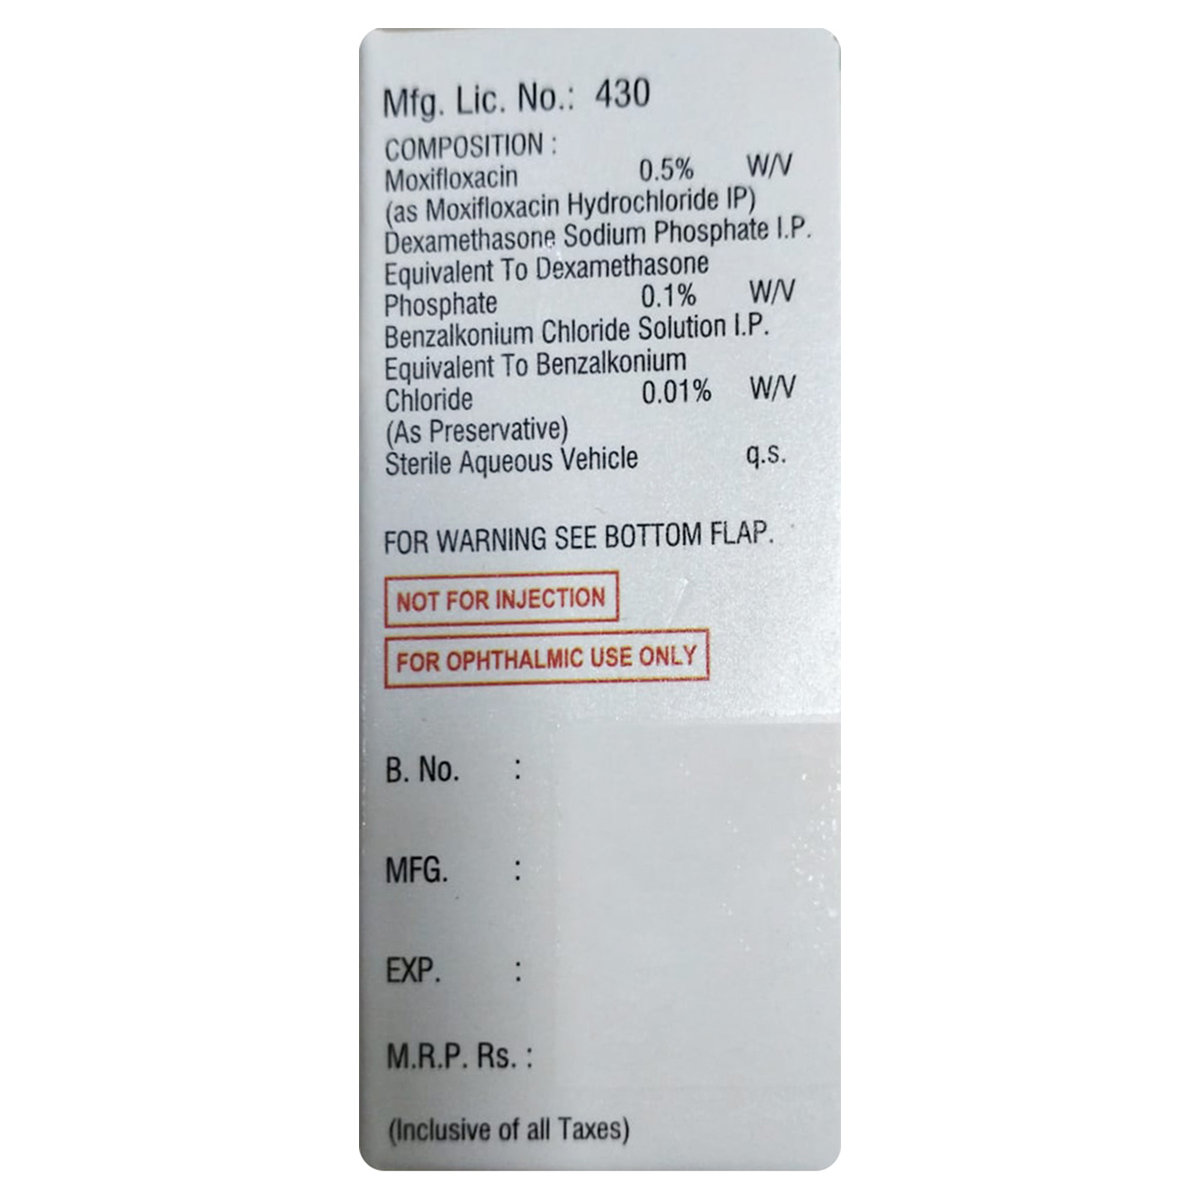 Mfg. Lic. No.: 430
COMPOSITION :
Moxifloxacin 0.5% W/V
(as Moxifloxacin Hydrochloride IP)
Dexamethasone Sodium Phosphate I.P.
Equivalent To Dexamethasone
Phosphate 0.1% W/V
Benzalkonium Chloride Solution I.P.
Equivalent To Benzalkonium
Chloride 0.01% W/V
(As Preservative)
Sterile Aqueous Vehicle q.s.
FOR WARNING SEE BOTTOM FLAP.
NOT FOR INJECTION
FOR OPHTHALMIC USE ONLY
B. No. :
MFG. :
EXP. :
M.R.P. Rs. :
(Inclusive of all Taxes)